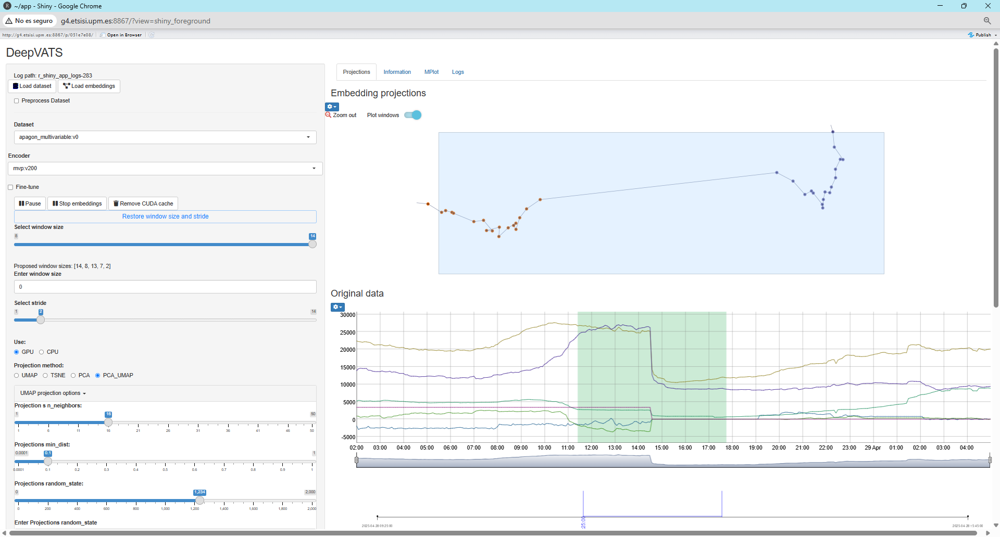 ~/app - Shiny - Google Chrome
No es seguro g4.etsisi.upm.es:8867/?view=shiny_foreground
http://g4.etsisi.upm.es:8867/p/031e7e08/ Open in Browser Publish
DeepVATS
Log path: r_shiny_app_logs-283
Load dataset Load embeddings
Preprocess Dataset
Dataset
apagon_multivariable:v0
Encoder
mvp:v200
Fine-tune
Pause Stop embeddings Remove CUDA cache
Restore window size and stride
Select window size
8 14
Proposed window sizes: [14, 8, 13, 7, 2]
Enter window size
0
Select stride
1 2 14
Use:
GPU CPU
Projection method:
UMAP TSNE PCA PCA_UMAP
UMAP projection options
Projection s n_neighbors:
1 16 50
1 6 11 16 21 26 31 36 41 46 50
Projections min_dist:
0.0001 0.1 1
0.0001 0.1 0.2 0.3 0.4 0.5 0.6 0.7 0.8 0.9 1
Projections random_state:
0 1,234 2,000
0 200 400 600 800 1,000 1,200 1,400 1,600 1,800 2,000
Enter Projections random_state
Projections Information MPlot Logs
Embedding projections
Zoom out Plot windows
Original data
30000
25000
20000
15000
10000
5000
0
-5000
02:00 03:00 04:00 05:00 06:00 07:00 08:00 09:00 10:00 11:00 12:00 13:00 14:00 15:00 16:00 17:00 18:00 19:00 20:00 21:00 22:00 23:00 29 Apr 01:00 02:00 03:00 04:00
:25:00
2025-04-28 09:25:00 2025-04-28 15:45:00